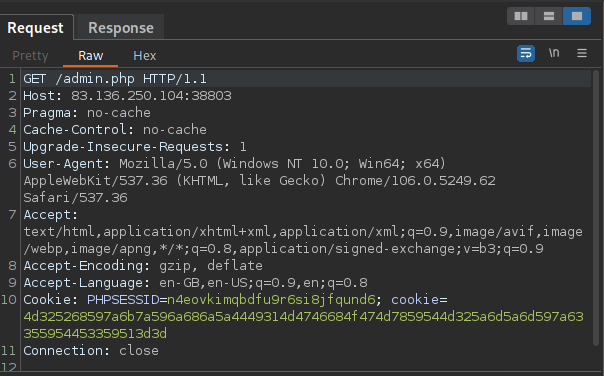 Request Response
Pretty Raw Hex \n
1 GET /admin.php HTTP/1.1
2 Host: 83.136.250.104:38803
3 Pragma: no-cache
4 Cache-Control: no-cache
5 Upgrade-Insecure-Requests: 1
6 User-Agent: Mozilla/5.0 (Windows NT 10.0; Win64; x64)
AppleWebKit/537.36 (KHTML, like Gecko) Chrome/106.0.5249.62
Safari/537.36
7 Accept:
text/html,application/xhtml+xml,application/xml;q=0.9,image/avif,image
/webp,image/apng,*/*;q=0.8,application/signed-exchange;v=b3;q=0.9
8 Accept-Encoding: gzip, deflate
9 Accept-Language: en-GB,en-US;q=0.9,en;q=0.8
10 Cookie: PHPSESSID=n4eovkimqbdfu9r6si8jfqund6; cookie=
4d325268597a6b7a596a686a5a4449314d4746684f474d7859544d325a6d5a6d597a63
3355954453359513d3d
11 Connection: close
12